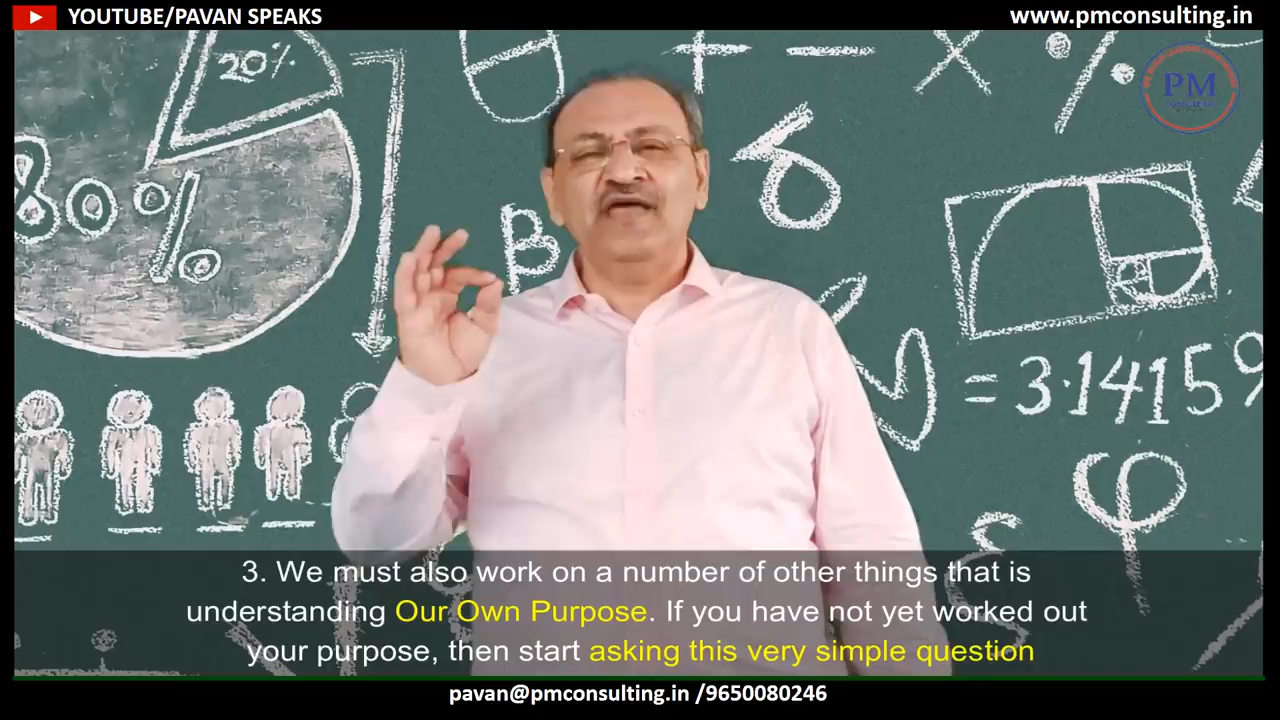 YOUTUBE/PAVAN SPEAKS
www.pmconsulting.in
20%
80%
θ + − × %
PM
CONSULTING
β
= 3.14159
φ
3. We must also work on a number of other things that is
understanding Our Own Purpose. If you have not yet worked out
your purpose, then start asking this very simple question
pavan@pmconsulting.in /9650080246